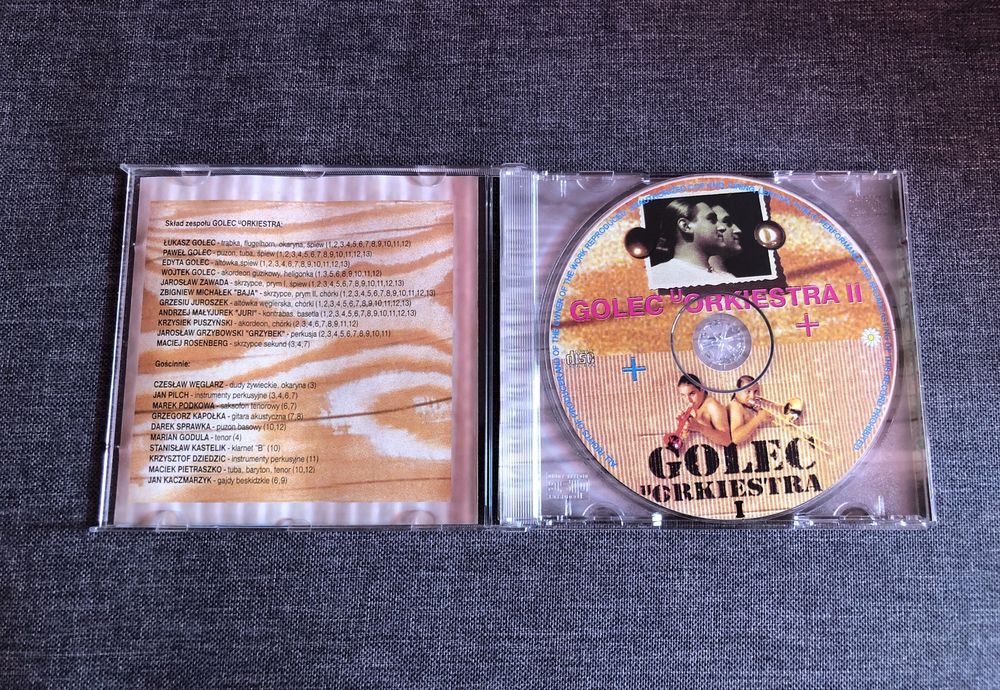 Skład zespołu GOLEC uORKIESTRA:
ŁUKASZ GOLEC - trąbka, flugelhorn, okaryna, śpiew (1,2,3,4,5,6,7,8,9,10,11,12)
PAWEŁ GOLEC - puzon, tuba, śpiew (1,2,3,4,5,6,7,8,9,10,11,12,13)
EDYTA GOLEC - altówka,śpiew (1,2,3,4,6,7,8,9,10,11,12,13)
WOJTEK GOLEC - akordeon guzikowy, heligonka (1,3,5,6,8,9,10,11,12)
JAROSŁAW ZAWADA - skrzypce, prym I, śpiew (1,2,3,4,5,6,7,8,9,10,11,12,13)
ZBIGNIEW MICHAŁEK "BAJA" - skrzypce, prym II, chórki (1,2,3,4,5,6,7,8,9,10,11,12,13)
GRZESIU JUROSZEK - altówka węgierska, chórki (1,2,3,4,5,6,7,8,9,10,11,12,13)
ANDRZEJ MAŁYJUREK "JURI" - kontrabas, basetla (1,2,3,4,5,6,7,8,9,10,11,12,13)
KRZYSIEK PUSZYŃSKI - akordeon, chórki (2,3,4,6,7,12)
JAROSŁAW GRZYBOWSKI "GRZYBEK" - perkusja (2,3,4,6,7,8,9,10,11)
MACIEJ ROSENBERG - skrzypce sekund (3,4,7)
Gościnnie:
CZESŁAW WĘGLARZ - dudy żywieckie, okaryna (3)
JAN PILCH - instrumenty perkusyjne (3,4,6,7)
MAREK PODKOWA - saksofon tenorowy (6,7)
GRZEGORZ KAPOŁKA - gitara akustyczna (7,8)
DAREK SPRAWKA - puzon basowy (10,12)
MARIAN GODULA - tenor (4)
STANISŁAW KASTELIK - klarnet "B" (10)
KRZYSZTOF DZIEDZIC - instrumenty perkusyjne (11)
MACIEK PIETRASZKO - tuba, baryton, tenor (10,12)
JAN KACZMARZYK - gajdy beskidzkie (6,9)
GOLEC uORKIESTRA II
+
disc
+
GOLEC
uORKIESTRA
I